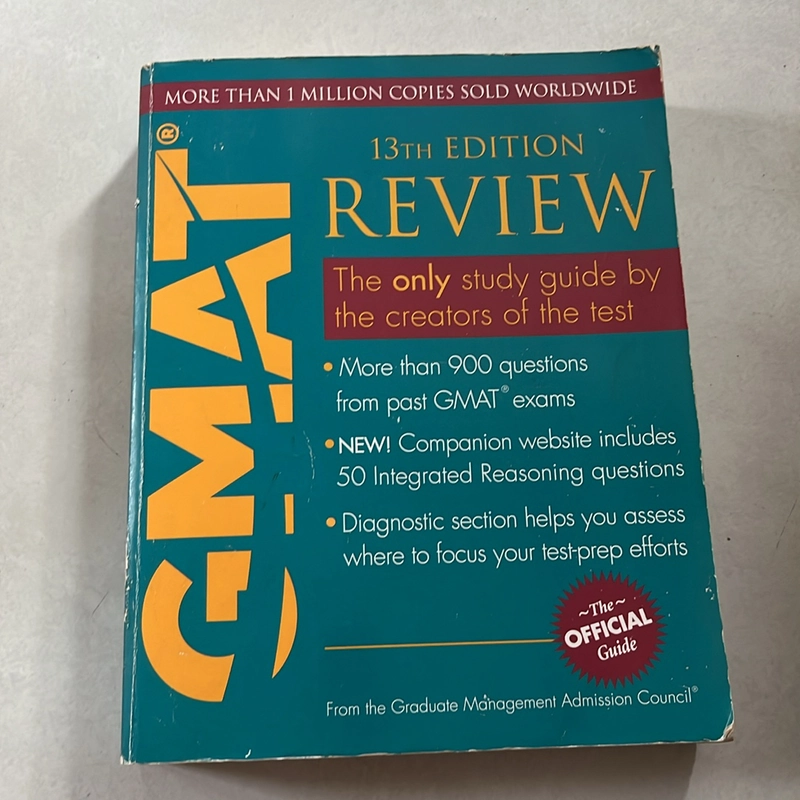 MORE THAN 1 MILLION COPIES SOLD WORLDWIDE
GMAT®
13TH EDITION
REVIEW
The only study guide by
the creators of the test
• More than 900 questions
from past GMAT® exams
• NEW! Companion website includes
50 Integrated Reasoning questions
• Diagnostic section helps you assess
where to focus your test-prep efforts
~The~
OFFICIAL
Guide
From the Graduate Management Admission Council®